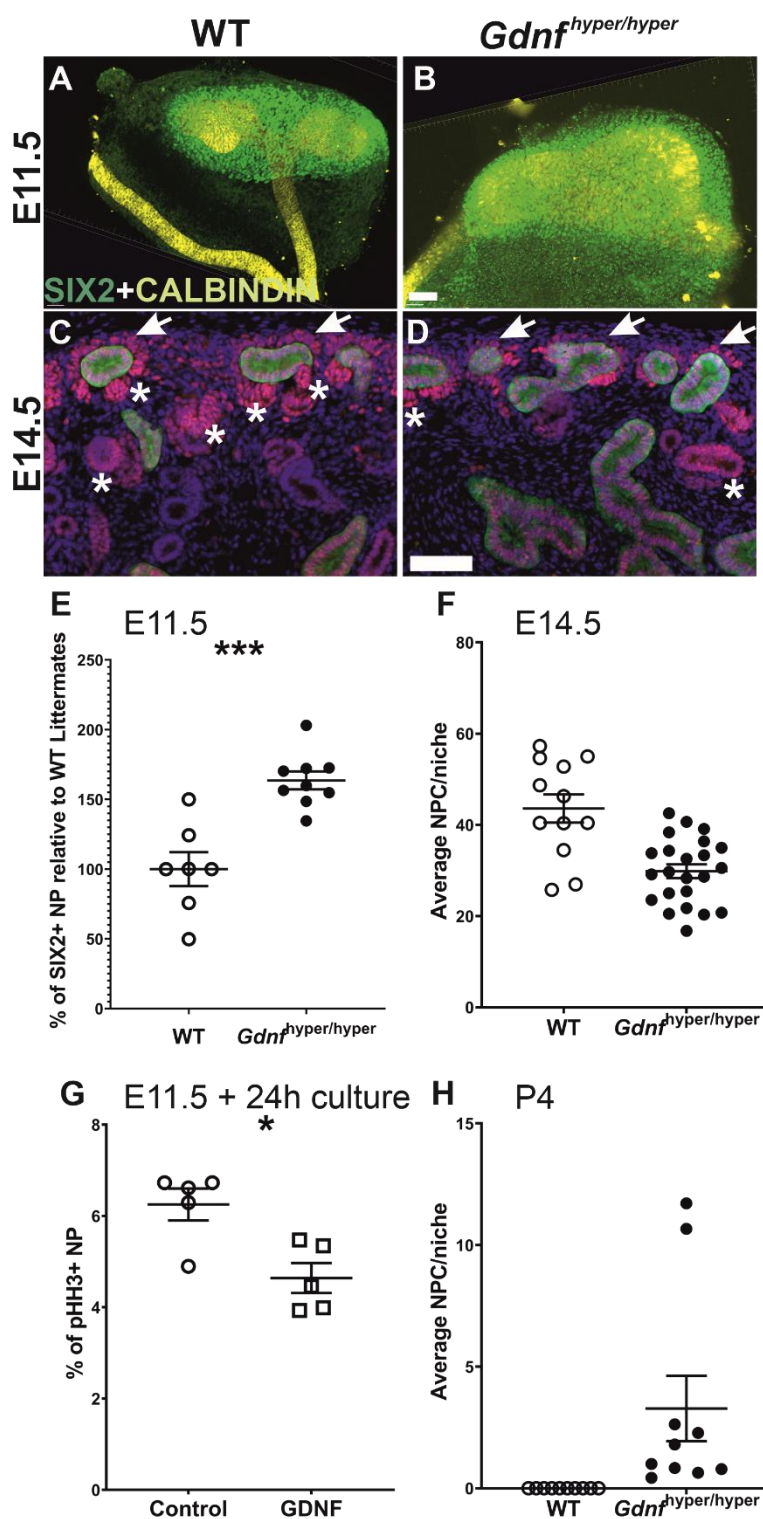 WT
Gdnf hyper/hyper
E11.5
A
B
SIX2+CALBINDIN
E14.5
C
D
*
*
*
*
*
*
*
E
E11.5
***
% of SIX2+ NP relative to WT Littermates
250
200
150
100
50
0
WT
Gdnf hyper/hyper
F
E14.5
Average NPC/niche
80
60
40
20
0
WT
Gdnf hyper/hyper
G
E11.5 + 24h culture
*
% of pHH3+ NP
8
6
4
2
0
Control
GDNF
H
P4
Average NPC/niche
15
10
5
0
WT
Gdnf hyper/hyper